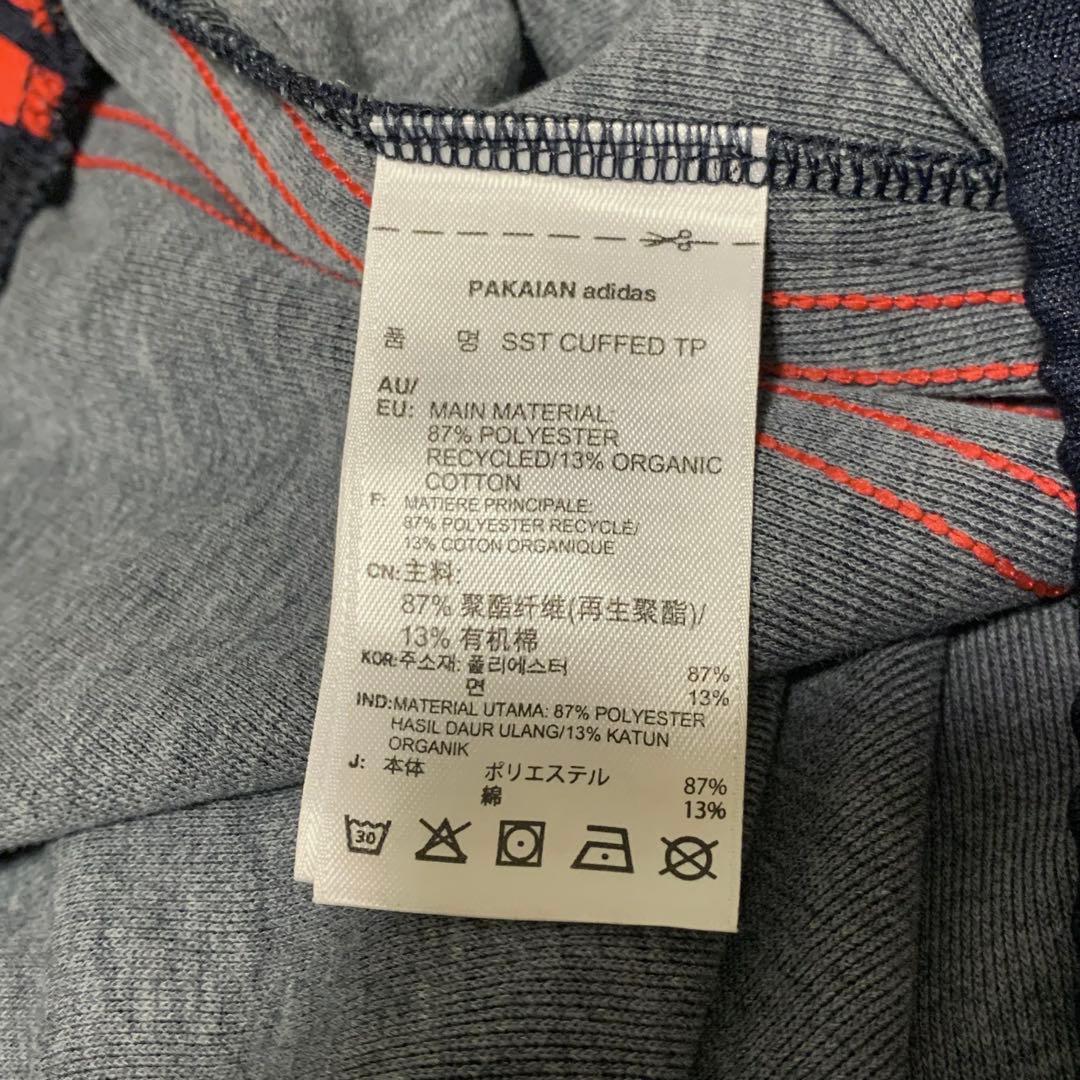 PAKAIAN adidas
품 명 SST CUFFED TP
AU/
EU: MAIN MATERIAL:
87% POLYESTER
RECYCLED/13% ORGANIC
COTTON
F: MATIERE PRINCIPALE:
87% POLYESTER RECYCLE/
13% COTON ORGANIQUE
CN:主料:
87% 聚酯纤维(再生聚酯)/
13% 有机棉
KOR:주소재: 폴리에스터 87%
면 13%
IND:MATERIAL UTAMA: 87% POLYESTER
HASIL DAUR ULANG/13% KATUN
ORGANIK
J: 本体 ポリエステル 87%
綿 13%
30